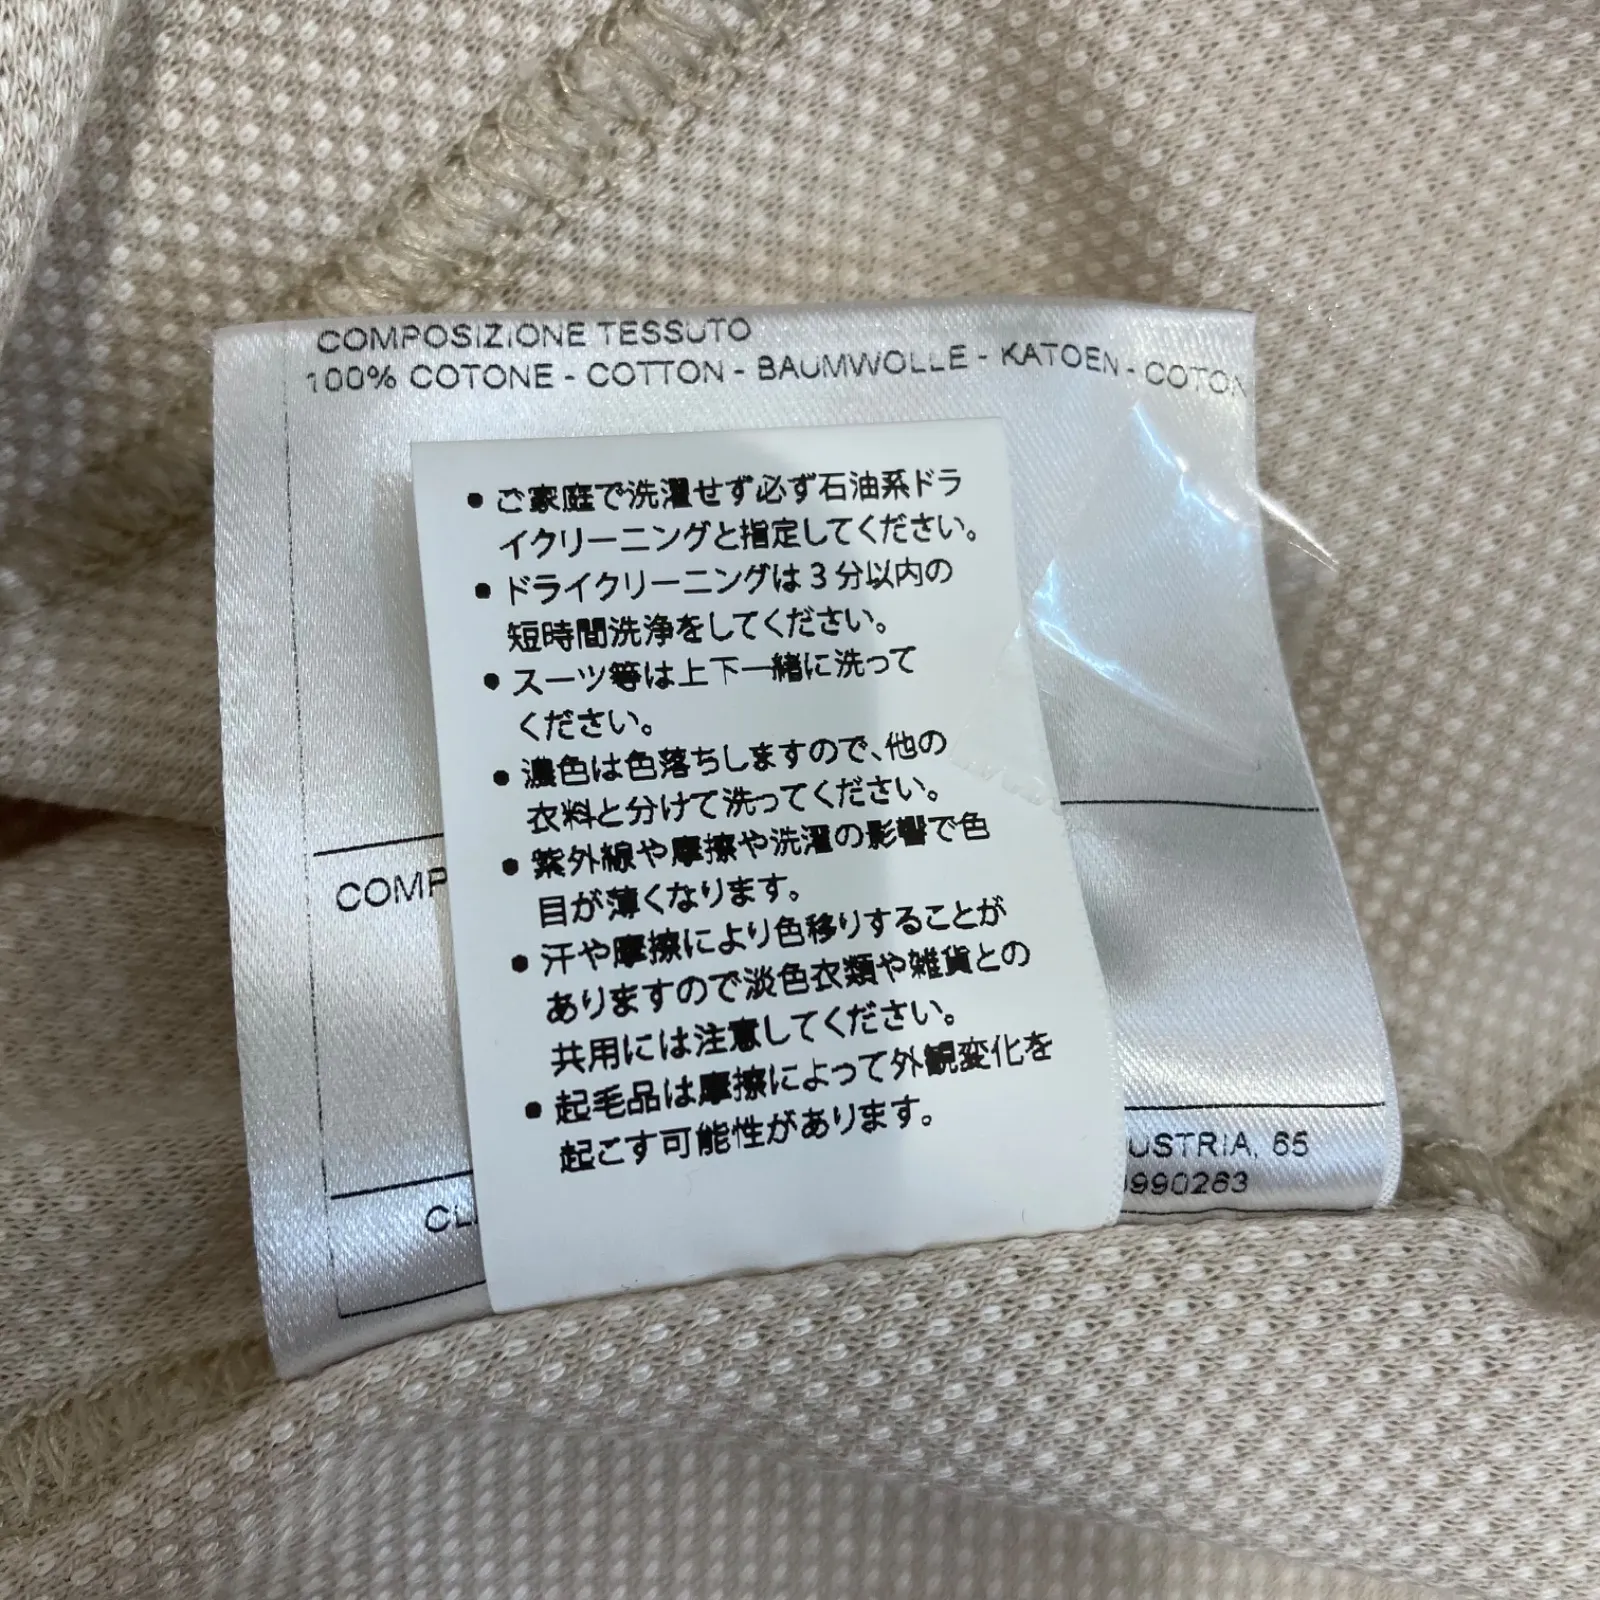 COMPOSIZIONE TESSUTO
100% COTONE - COTTON - BAUMWOLLE - KATOEN - COTON
● ご家庭で洗濯せず必ず石油系ドラ
イクリーニングと指定してください。
● ドライクリーニングは3分以内の
短時間洗浄をしてください。
● スーツ等は上下一緒に洗って
ください。
● 濃色は色落ちしますので、他の
衣料と分けて洗ってください。
● 紫外線や摩擦や洗濯の影響で色
目が薄くなります。
● 汗や摩擦により色移りすることが
ありますので淡色衣類や雑貨との
共用には注意してください。
● 起毛品は摩擦によって外観変化を
起こす可能性があります。
COMP
USTRIA, 65
990263